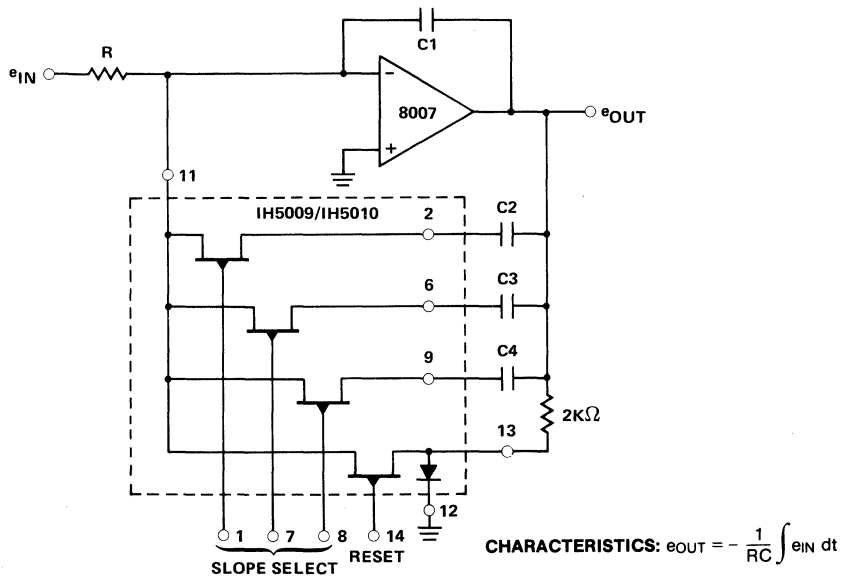 C1
R
eIN
8007
eOUT
11
IH5009/IH5010
2
C2
6
C3
9
C4
2KΩ
13
12
1
7
8
14
SLOPE SELECT
RESET
CHARACTERISTICS: eOUT = - 1/RC ∫ eIN dt
-
+